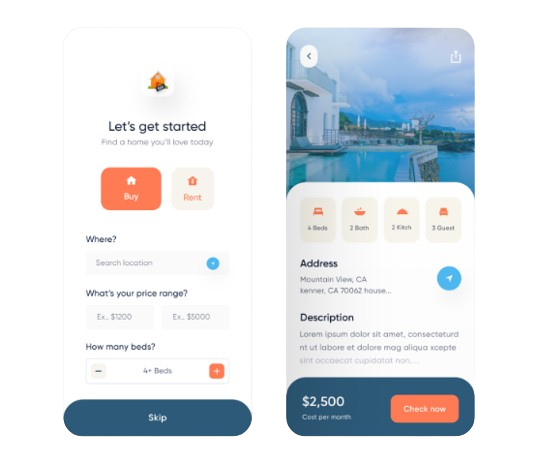 Let's get started
Find a home you'll love today
Buy
Rent
Where?
Search location
What's your price range?
Ex.. $1200
Ex.. $5000
How many beds?
4+ Beds
Skip
4 Beds
2 Bath
2 Kitch
3 Guest
Address
Mountain View, CA
kenner, CA 70062 house...
Description
Lorem ipsum dolor sit amet, consecteturd
nt ut labore et dolore mag aliqua xcepte
sint occaecat cupidatat non....
$2,500
Cost per month
Check now